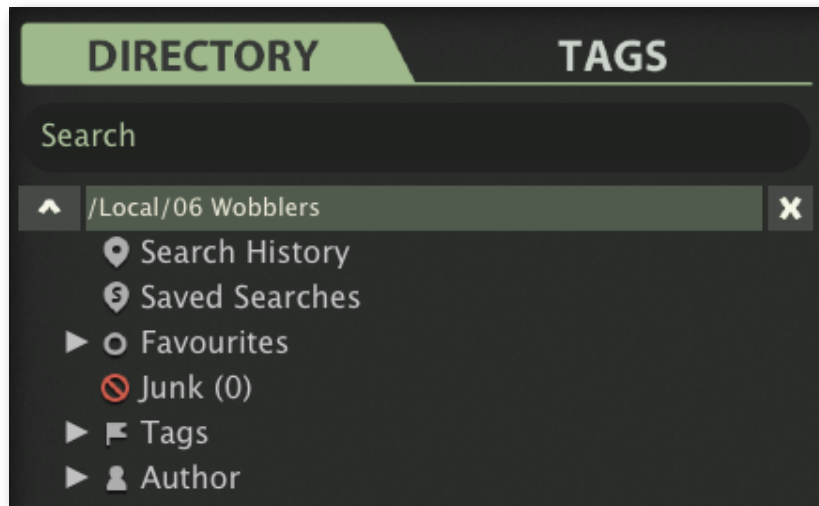 DIRECTORY TAGS
Search
/Local/06 Wobblers
Search History
Saved Searches
Favourites
Junk (0)
Tags
Author